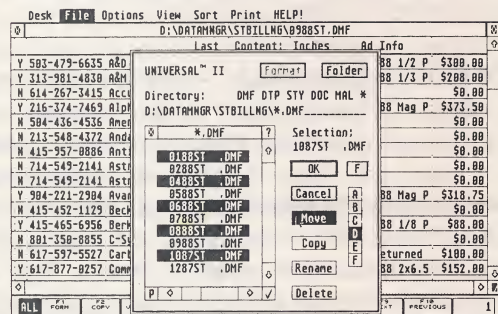 Desk File Options View Sort Print HELP!
D:\DATAMNGR\STBILLNG\0988ST.DMF
Last Content: Inches Ad Info
Y 503-479-6635 A&D
88 1/2 P $300.00
Y 313-981-4830 A&M
88 1/3 P $208.00
N 614-267-3415 Accu
$0.00
Y 216-374-7469 Alph
88 Mag P $373.50
N 504-436-4536 Amer
$0.00
N 213-548-4372 Anda
$0.00
N 415-957-0886 Anti
$0.00
N 714-549-2141 Astr
$0.00
N 714-549-2141 Astr
$0.00
Y 904-221-2904 Avan
88 Mag P $318.75
N 415-452-1129 Beck
$0.00
Y 415-465-6956 Berk
88 1/8 P $88.00
N 801-350-8855 C-Su
$0.00
N 617-597-5527 Cart
eturned $100.00
Y 617-877-0257 Comm
88 2x6.5 $152.00
UNIVERSAL™ II Format Folder
Directory: DMF DTP STY DOC MAL *
D:\DATAMNGR\STBILLNG\*.DMF
*.DMF ?
0188ST .DMF
0288ST .DMF
0488ST .DMF
0588ST .DMF
0688ST .DMF
0788ST .DMF
0888ST .DMF
0988ST .DMF
1087ST .DMF
1287ST .DMF
P
Selection:
1087ST .DMF
OK F
Cancel
Move
Copy
Rename
Delete
A
B
C
D
E
F
ALL F1 FORM F2 COPY
F10 PREVIOUS 1